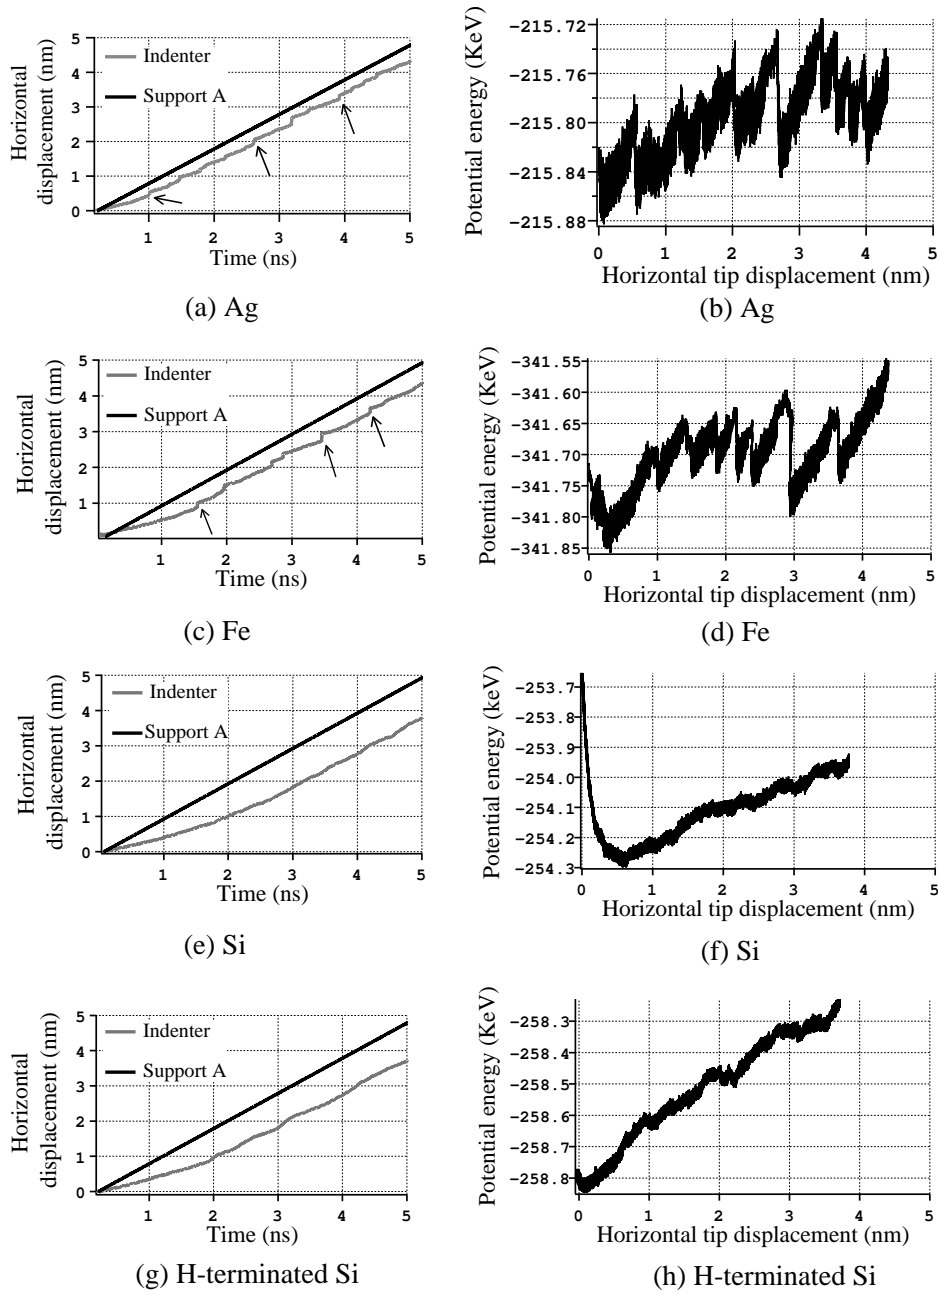 Horizontal
displacement (nm)
5
4
3
2
1
0
Indenter
Support A
1 2 3 4 5
Time (ns)
(a) Ag
Potential energy (KeV)
−215.72
−215.76
−215.80
−215.84
−215.88
0 1 2 3 4 5
Horizontal tip displacement (nm)
(b) Ag
Horizontal
displacement (nm)
5
4
3
2
1
Indenter
Support A
1 2 3 4 5
Time (ns)
(c) Fe
Potential energy (KeV)
−341.55
−341.60
−341.65
−341.70
−341.75
−341.80
−341.85
0 1 2 3 4 5
Horizontal tip displacement (nm)
(d) Fe
Horizontal
displacement (nm)
5
4
3
2
1
0
Indenter
Support A
1 2 3 4 5
Time (ns)
(e) Si
Potential energy (keV)
−253.7
−253.8
−253.9
−254.0
−254.1
−254.2
−254.3
0 1 2 3 4 5
Horizontal tip displacement (nm)
(f) Si
Horizontal
displacement (nm)
5
4
3
2
1
0
Indenter
Support A
1 2 3 4 5
Time (ns)
(g) H-terminated Si
Potential energy (KeV)
−258.3
−258.4
−258.5
−258.6
−258.7
−258.8
0 1 2 3 4 5
Horizontal tip displacement (nm)
(h) H-terminated Si